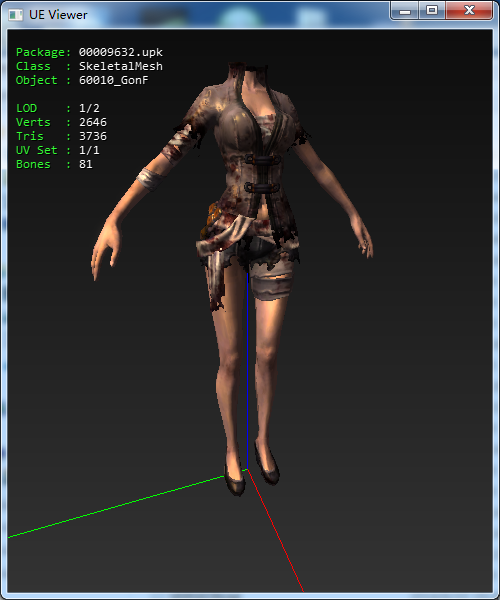 UE Viewer
Package: 00009632.upk
Class : SkeletalMesh
Object : 60010_GonF
LOD : 1/2
Verts : 2646
Tris : 3736
UV Set : 1/1
Bones : 81